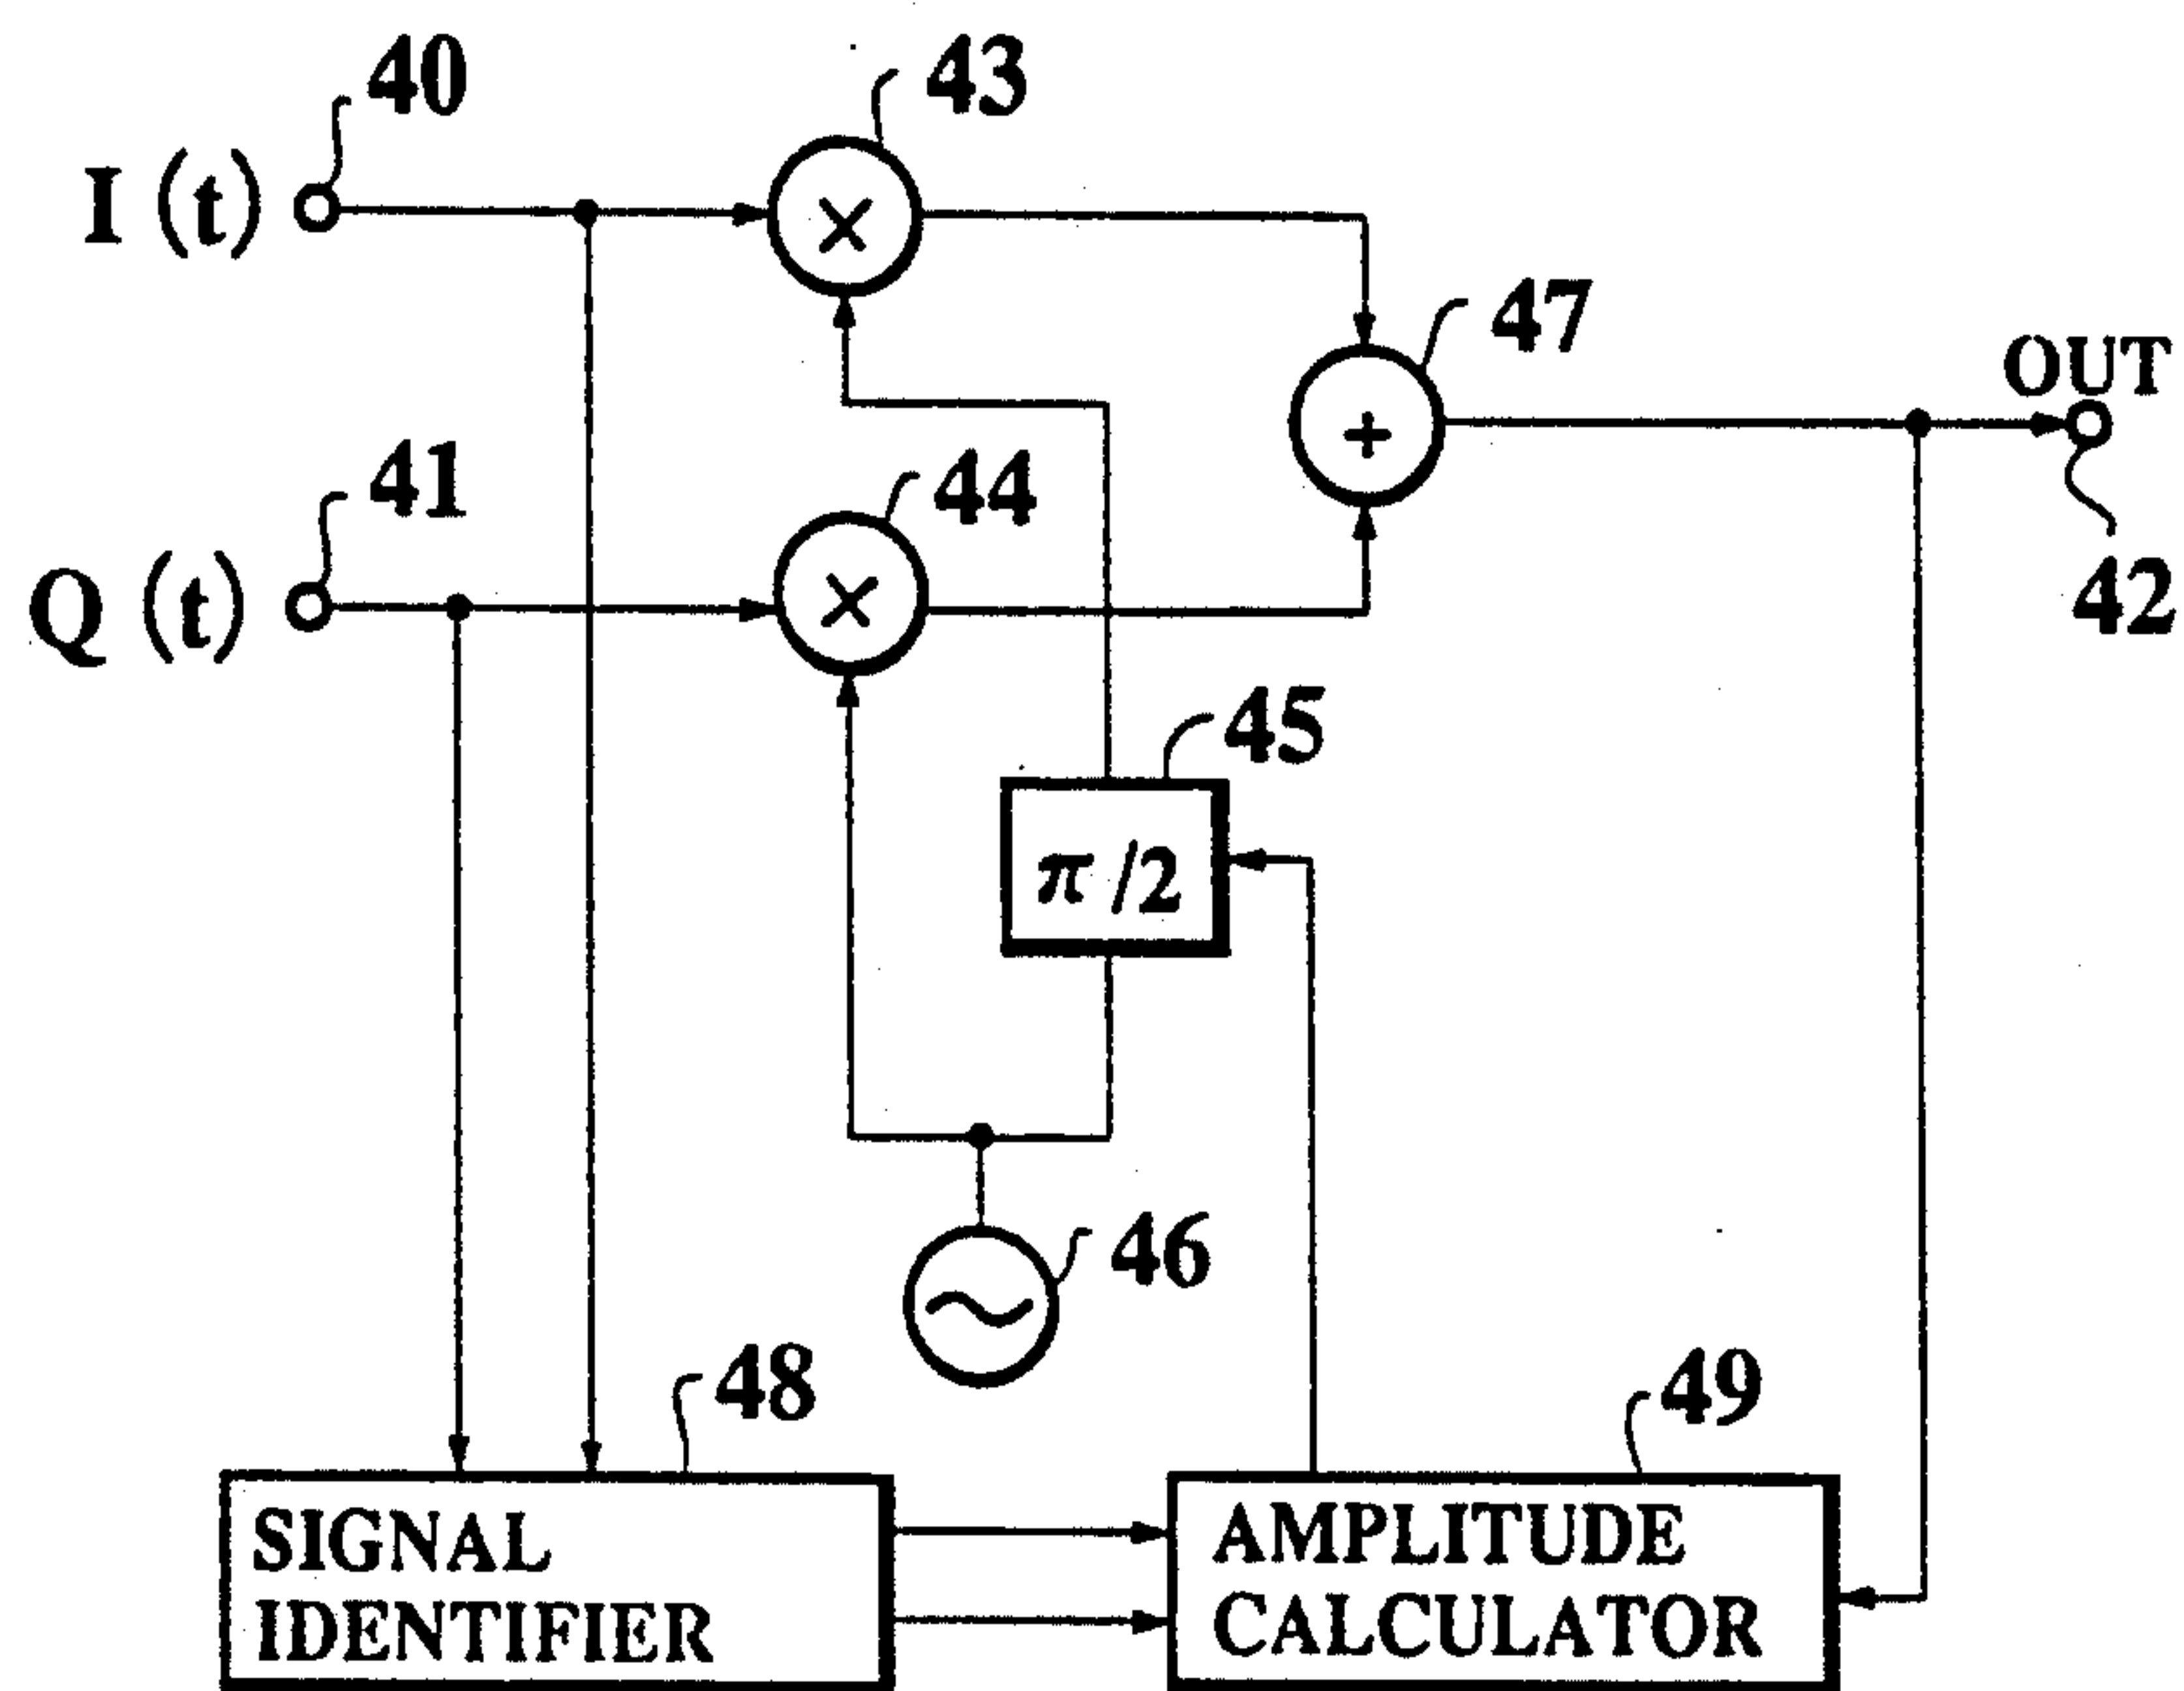 40
43
I (t)
47
OUT
41
44
Q (t)
42
45
π/2
46
48
49
SIGNAL
IDENTIFIER
AMPLITUDE
CALCULATOR
×
×
+